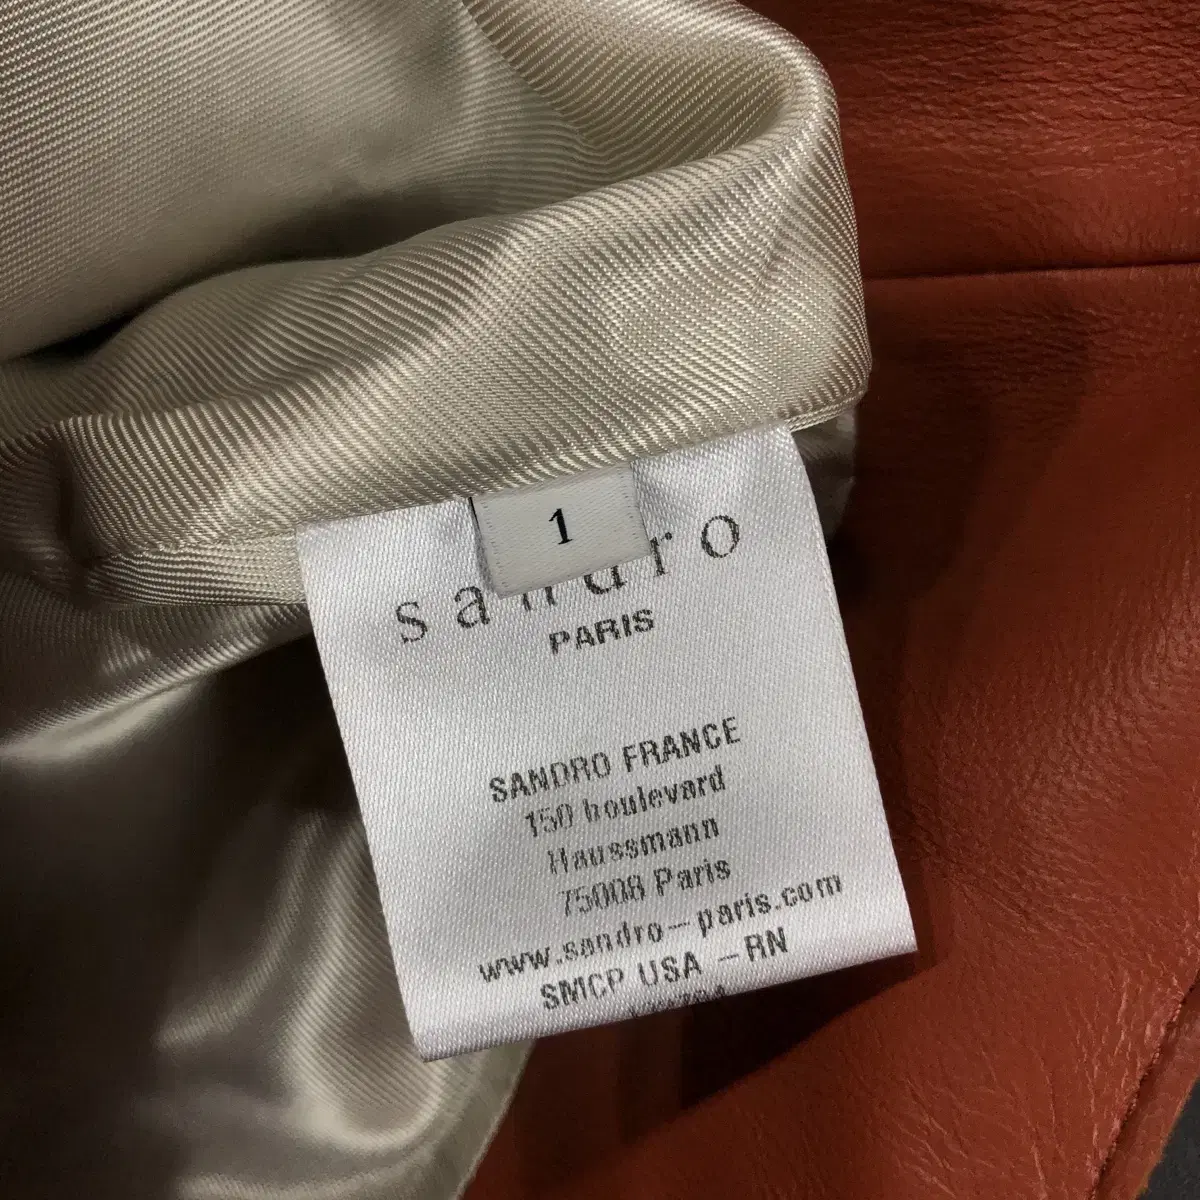 1
sandro
PARIS
SANDRO FRANCE
150 boulevard
Haussmann
75008 Paris
www.sandro-paris.com
SMCP USA -RN